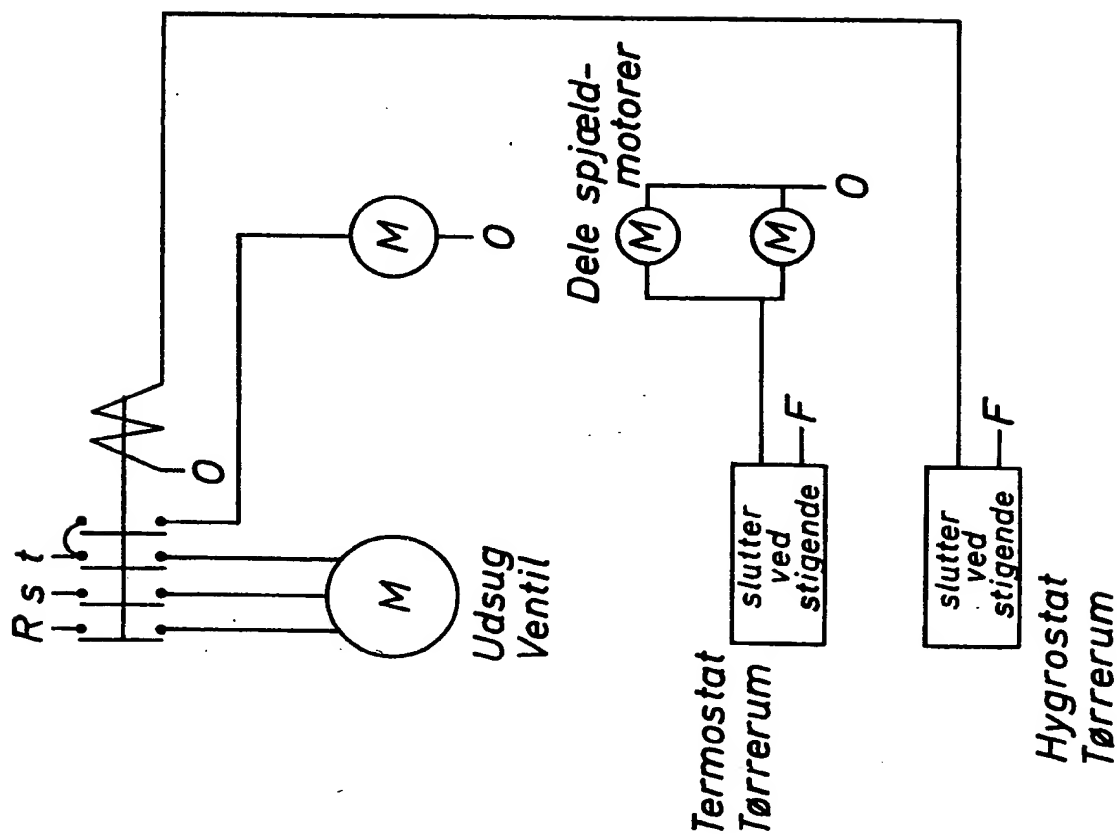 R s t
O
M
Udsug
Ventil
M
O
Dele spjæld-
motorer
M
M
O
slutter
ved
stigende
F
Termostat
Tørrerum
slutter
ved
stigende
F
Hygrostat
Tørrerum